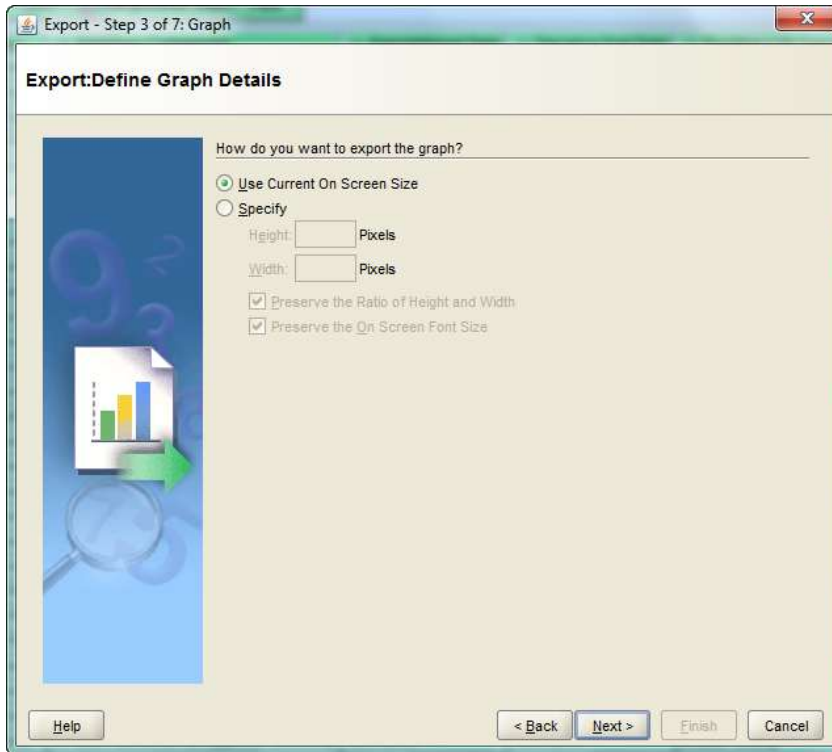 Export - Step 3 of 7: Graph
Export:Define Graph Details
How do you want to export the graph?
Use Current On Screen Size
Specify
Height: Pixels
Width: Pixels
Preserve the Ratio of Height and Width
Preserve the On Screen Font Size
Help < Back Next > Finish Cancel